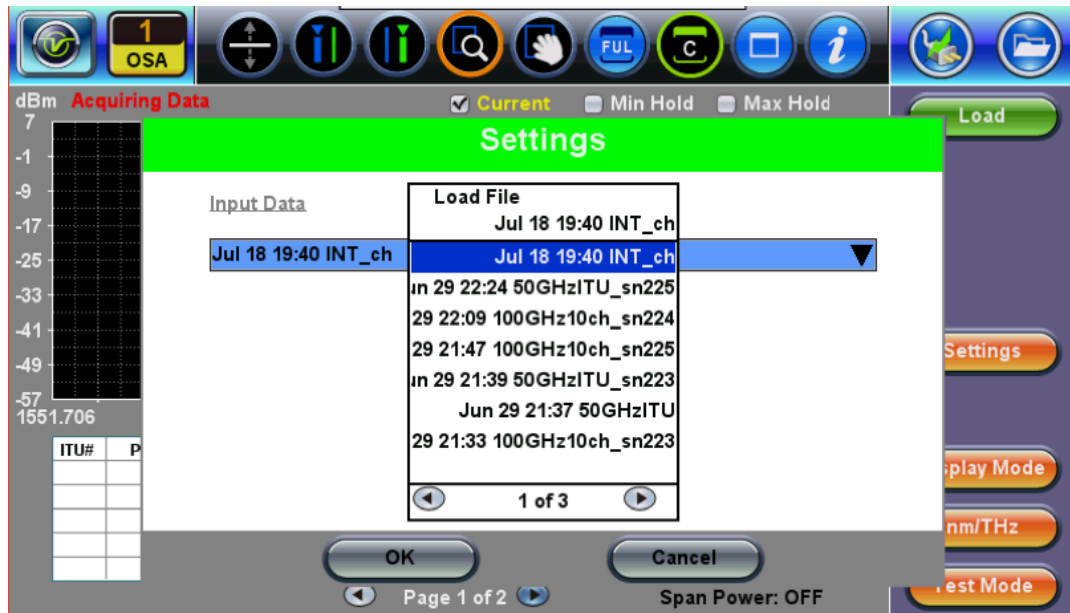 1
OSA
FUL
C
i
dBm Acquiring Data
Current Min Hold Max Hold
Load
7
-1
-9
-17
-25
-33
-41
-49
-57
1551.706
Settings
Input Data
Load File
Jul 18 19:40 INT_ch
Jul 18 19:40 INT_ch
Jul 18 19:40 INT_ch
un 29 22:24 50GHzITU_sn225
29 22:09 100GHz10ch_sn224
29 21:47 100GHz10ch_sn225
un 29 21:39 50GHzITU_sn223
Jun 29 21:37 50GHzITU
29 21:33 100GHz10ch_sn223
1 of 3
OK Cancel
ITU# P
Page 1 of 2 Span Power: OFF
Settings
splay Mode
nm/THz
Test Mode